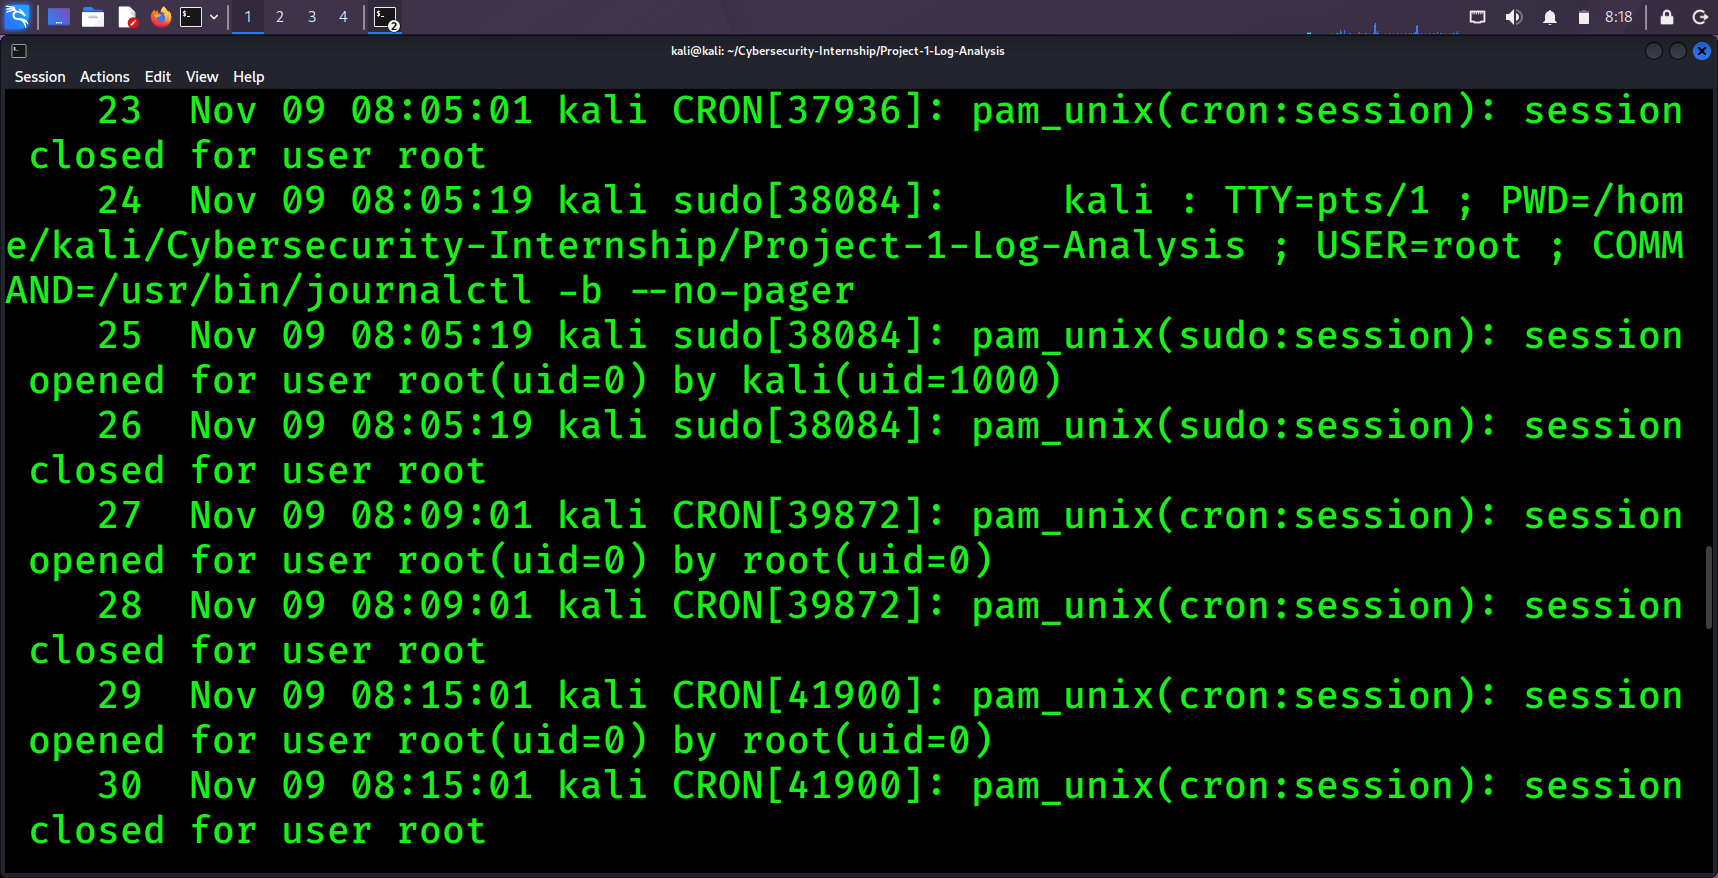 1 2 3 4 2 8:18
kali@kali: ~/Cybersecurity-Internship/Project-1-Log-Analysis
Session Actions Edit View Help
23 Nov 09 08:05:01 kali CRON[37936]: pam_unix(cron:session): session
closed for user root
24 Nov 09 08:05:19 kali sudo[38084]: kali : TTY=pts/1 ; PWD=/hom
e/kali/Cybersecurity-Internship/Project-1-Log-Analysis ; USER=root ; COMM
AND=/usr/bin/journalctl -b --no-pager
25 Nov 09 08:05:19 kali sudo[38084]: pam_unix(sudo:session): session
opened for user root(uid=0) by kali(uid=1000)
26 Nov 09 08:05:19 kali sudo[38084]: pam_unix(sudo:session): session
closed for user root
27 Nov 09 08:09:01 kali CRON[39872]: pam_unix(cron:session): session
opened for user root(uid=0) by root(uid=0)
28 Nov 09 08:09:01 kali CRON[39872]: pam_unix(cron:session): session
closed for user root
29 Nov 09 08:15:01 kali CRON[41900]: pam_unix(cron:session): session
opened for user root(uid=0) by root(uid=0)
30 Nov 09 08:15:01 kali CRON[41900]: pam_unix(cron:session): session
closed for user root